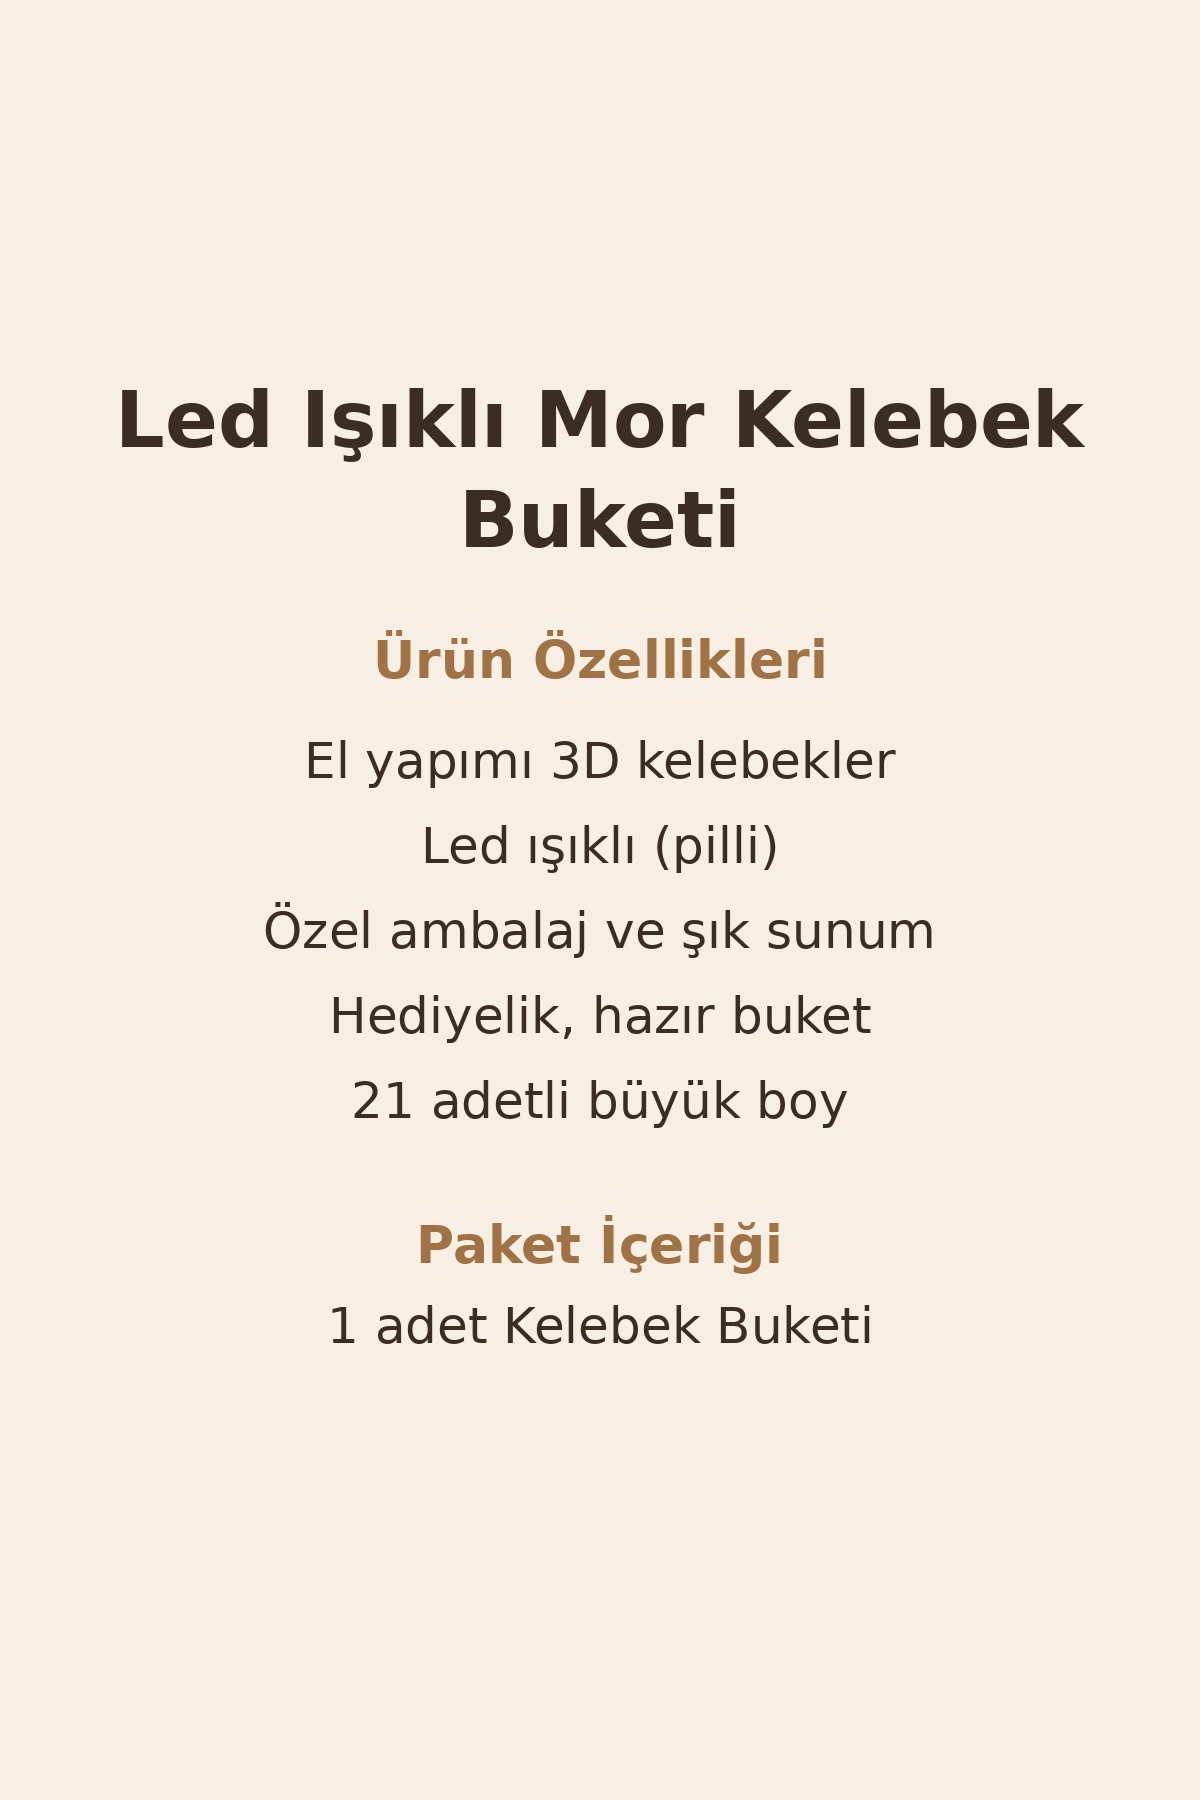 Led Işıklı Mor Kelebek
Buketi
Ürün Özellikleri
El yapımı 3D kelebekler
Led ışıklı (pilli)
Özel ambalaj ve şık sunum
Hediyelik, hazır buket
21 adetli büyük boy
Paket İçeriği
1 adet Kelebek Buketi